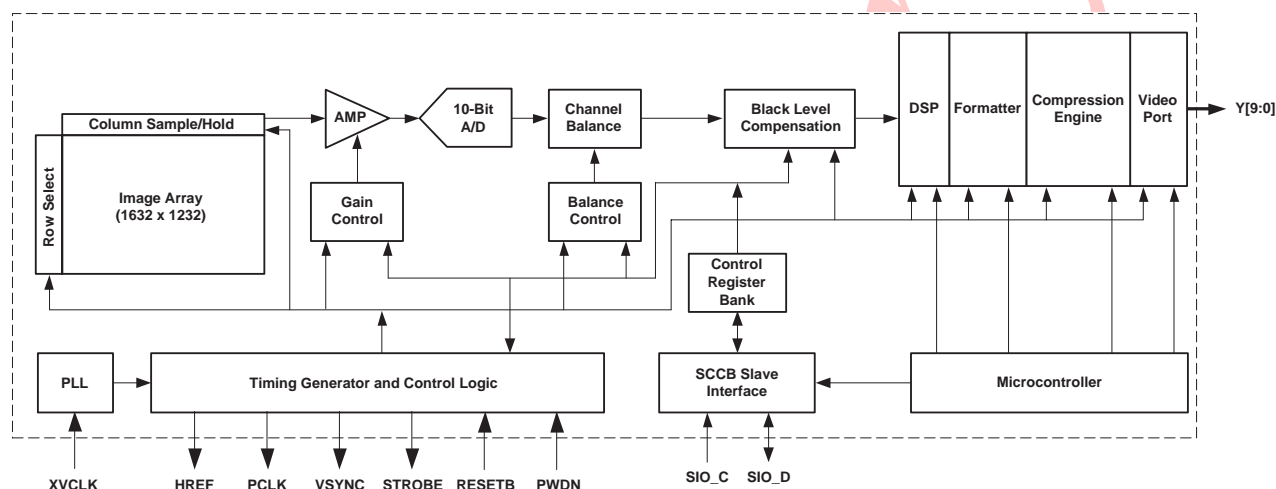 Column Sample/Hold
Row Select
Image Array
(1632 x 1232)
AMP
10-Bit
A/D
Channel
Balance
Black Level
Compensation
DSP
Formatter
Compression
Engine
Video
Port
Y[9:0]
Gain
Control
Balance
Control
Control
Register
Bank
PLL
Timing Generator and Control Logic
SCCB Slave
Interface
Microcontroller
XVCLK
HREF
PCLK
VSYNC
STROBE
RESETB
PWDN
SIO_C
SIO_D